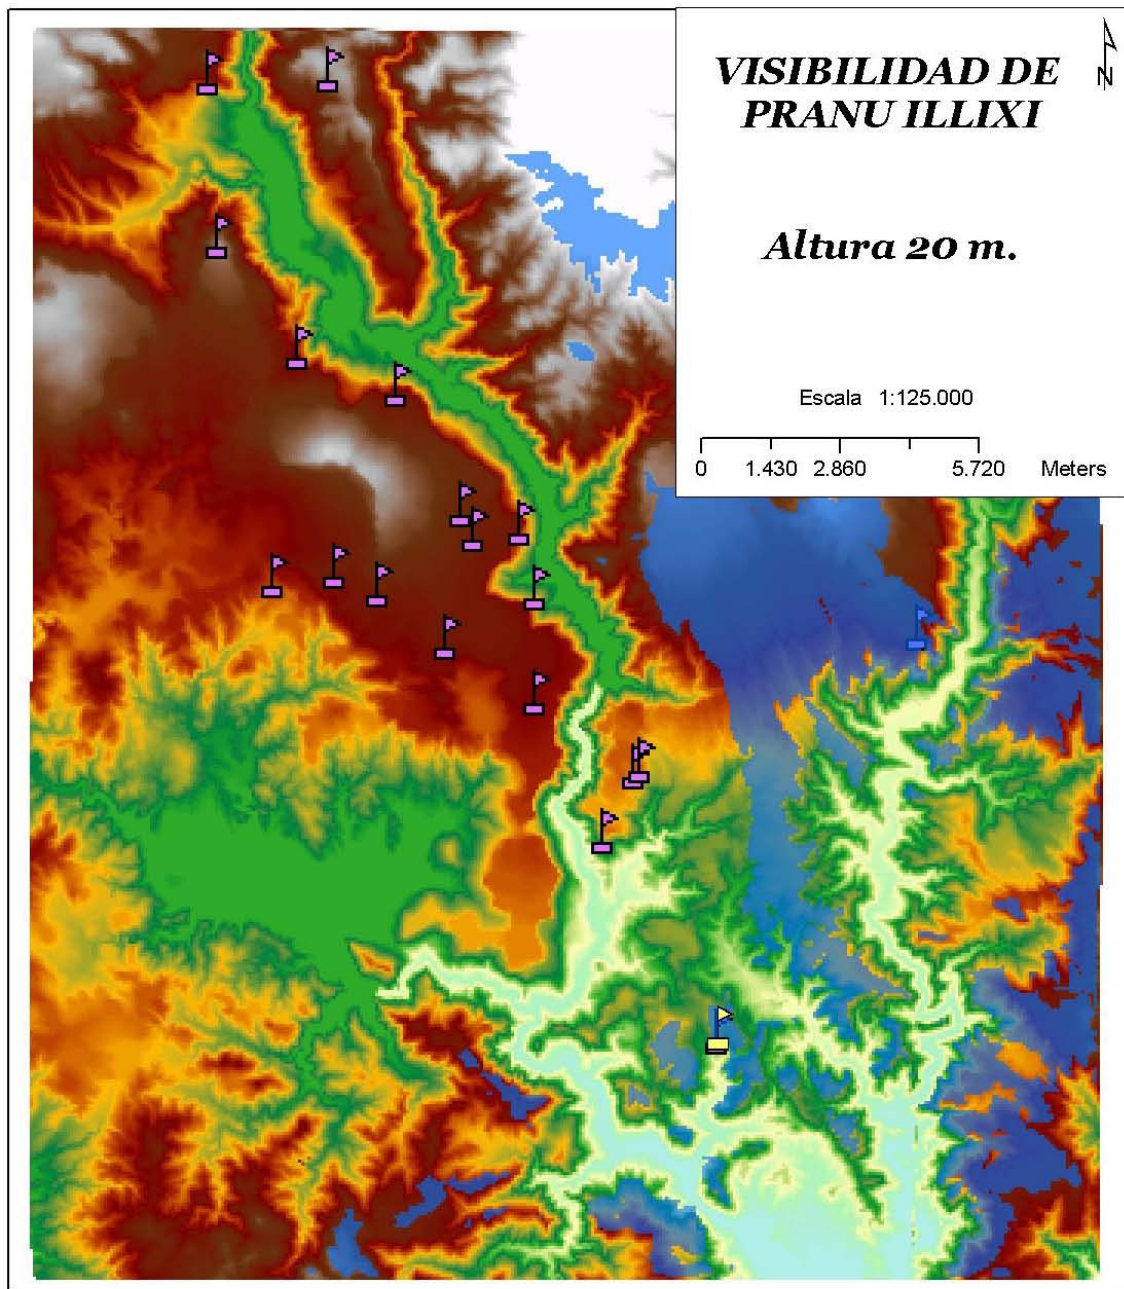 N
VISIBILIDAD DE
PRANU ILLIXI
Altura 20 m.
Escala 1:125.000
0 1.430 2.860 5.720 Meters